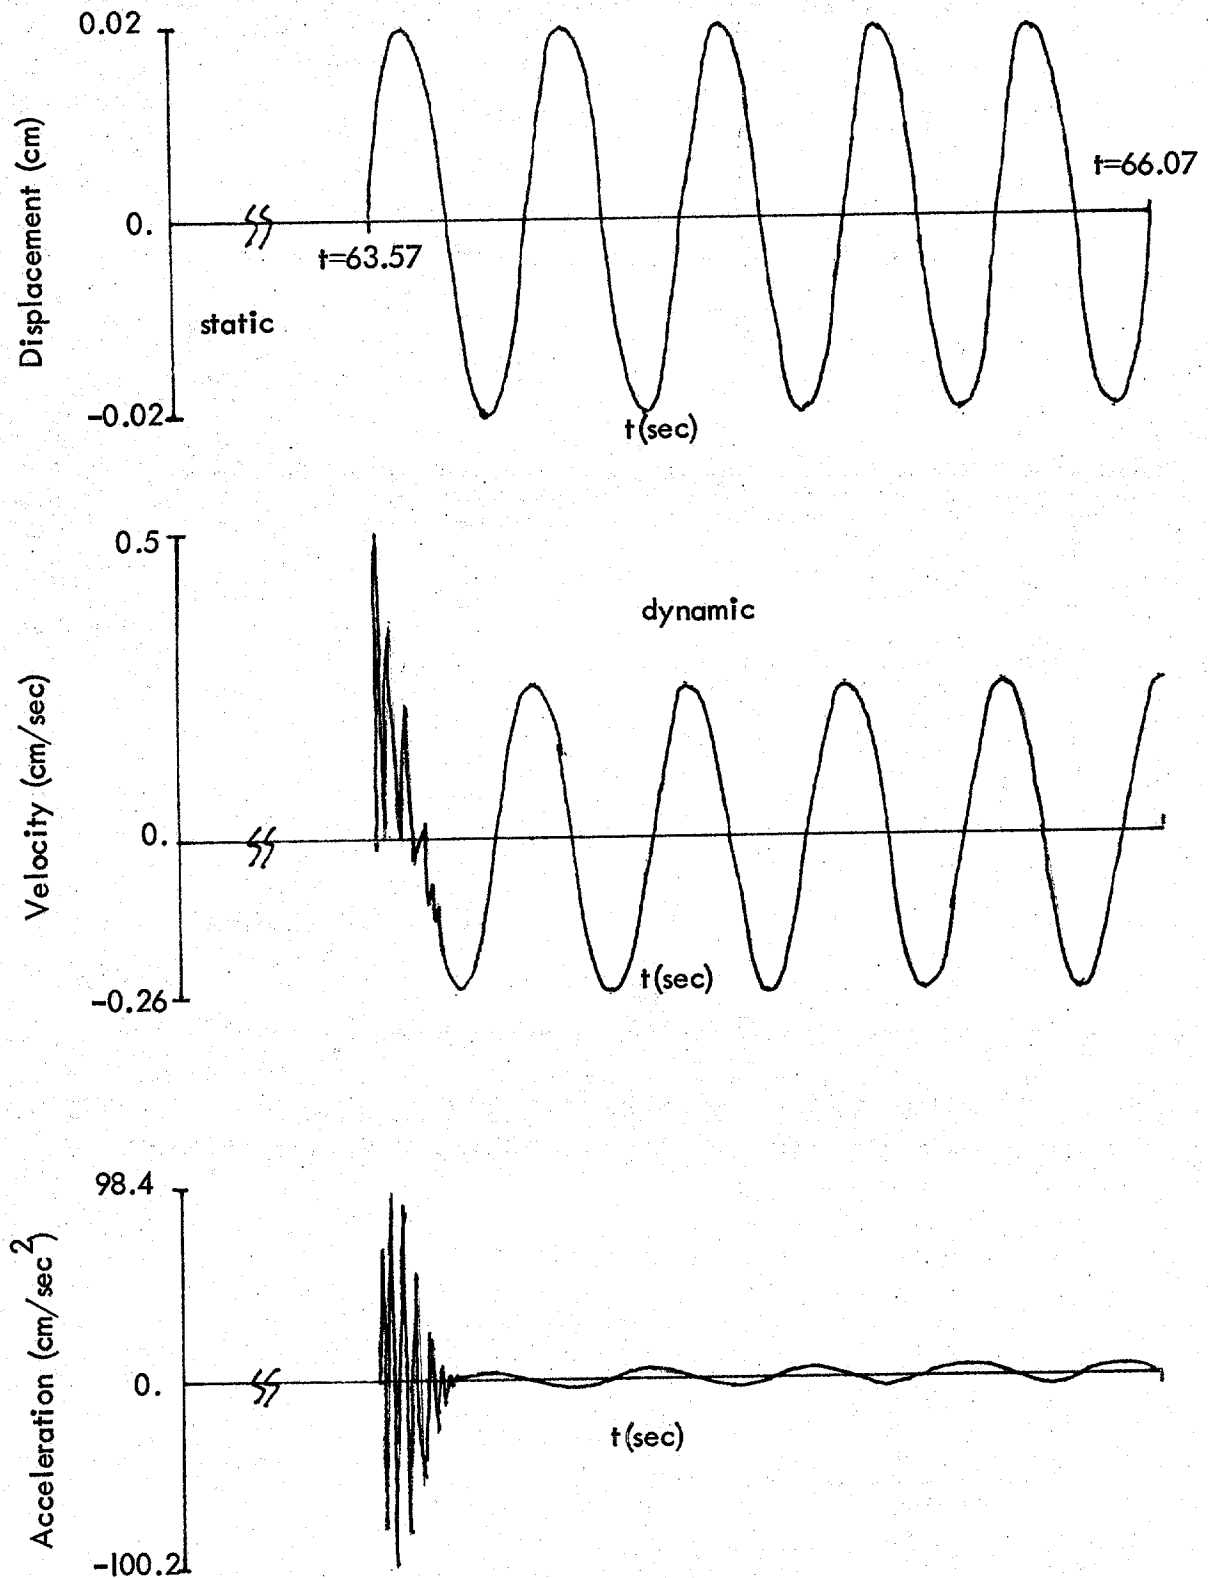 0.02
Displacement (cm)
t=66.07
0.
t=63.57
static
-0.02
t(sec)
0.5
dynamic
Velocity (cm/sec)
0.
t(sec)
-0.26
98.4
Acceleration (cm/sec²)
0.
t(sec)
-100.2